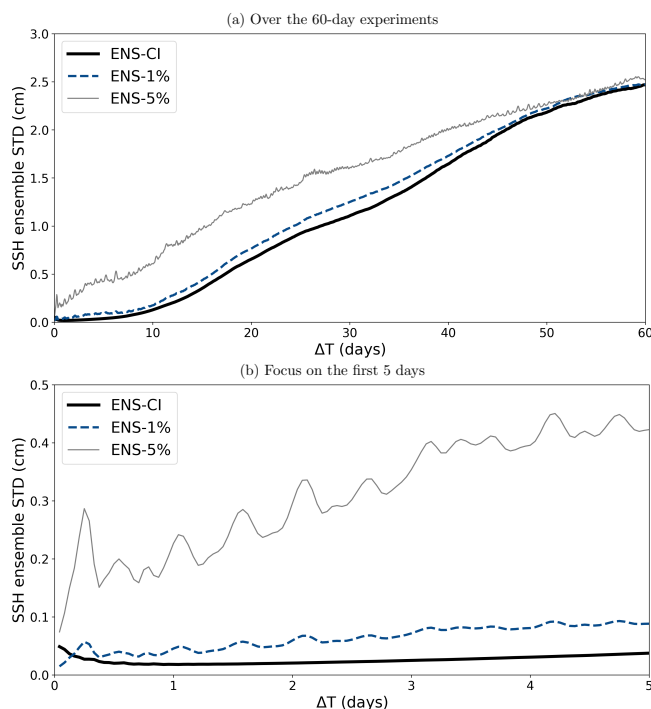 (a) Over the 60-day experiments
3.0
2.5
2.0
1.5
1.0
0.5
0.0
SSH ensemble STD (cm)
ENS-CI
ENS-1%
ENS-5%
0 10 20 30 40 50 60
ΔT (days)
(b) Focus on the first 5 days
0.5
0.4
0.3
0.2
0.1
0.0
SSH ensemble STD (cm)
ENS-CI
ENS-1%
ENS-5%
0 1 2 3 4 5
ΔT (days)